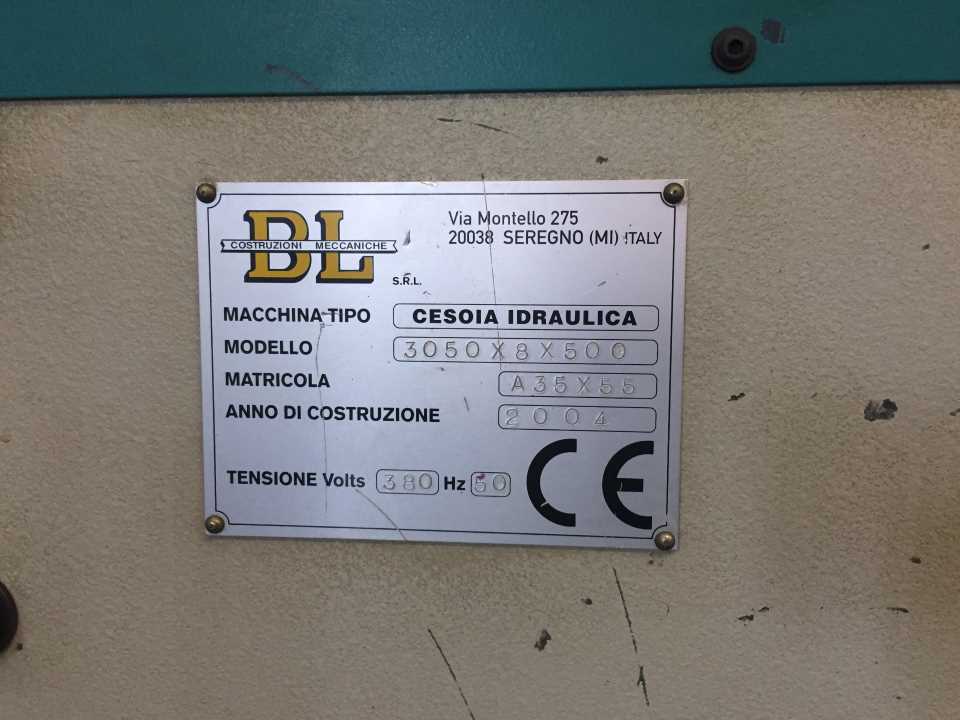 BL
COSTRUZIONI MECCANICHE
S.R.L.
Via Montello 275
20038 SEREGNO (MI) ITALY
MACCHINA TIPO CESOIA IDRAULICA
MODELLO 3050X8X500
MATRICOLA A35X55
ANNO DI COSTRUZIONE 2004
TENSIONE Volts 380 Hz 50
CE